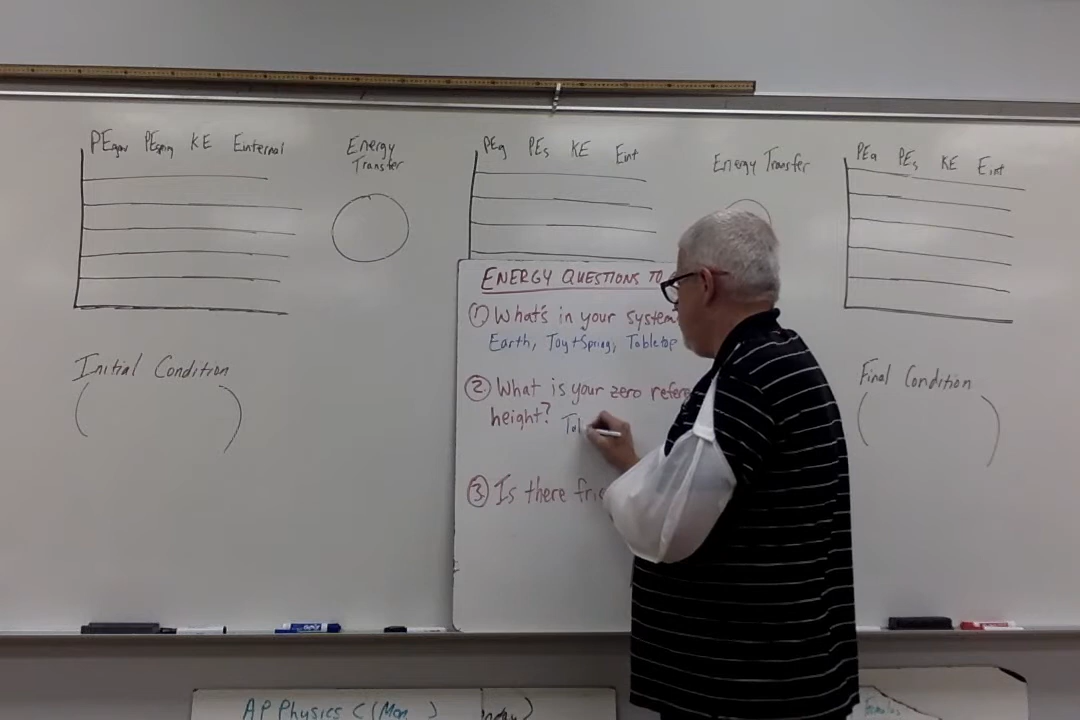 PEgrav PEspring KE Einternal
Energy
Transfer
PEg PEs KE Eint
Energy Transfer
PEg PEs KE Eint
ENERGY QUESTIONS TO
① What's in your system
Earth, Toy+Spring, Tabletop
② What is your zero refere
height? Tab
③ Is there fric
Initial Condition
( )
Final Condition
( )
AP Physics C (Mon )